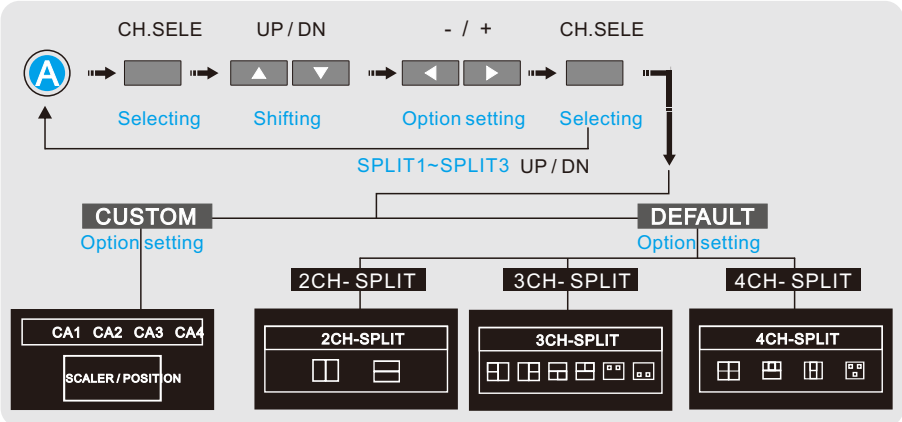 CH.SELE UP / DN - / + CH.SELE
A
Selecting Shifting Option setting Selecting
SPLIT1~SPLIT3 UP / DN
CUSTOM DEFAULT
Option setting Option setting
2CH- SPLIT 3CH- SPLIT 4CH- SPLIT
CA1 CA2 CA3 CA4
2CH-SPLIT 3CH-SPLIT 4CH-SPLIT
SCALER / POSITION